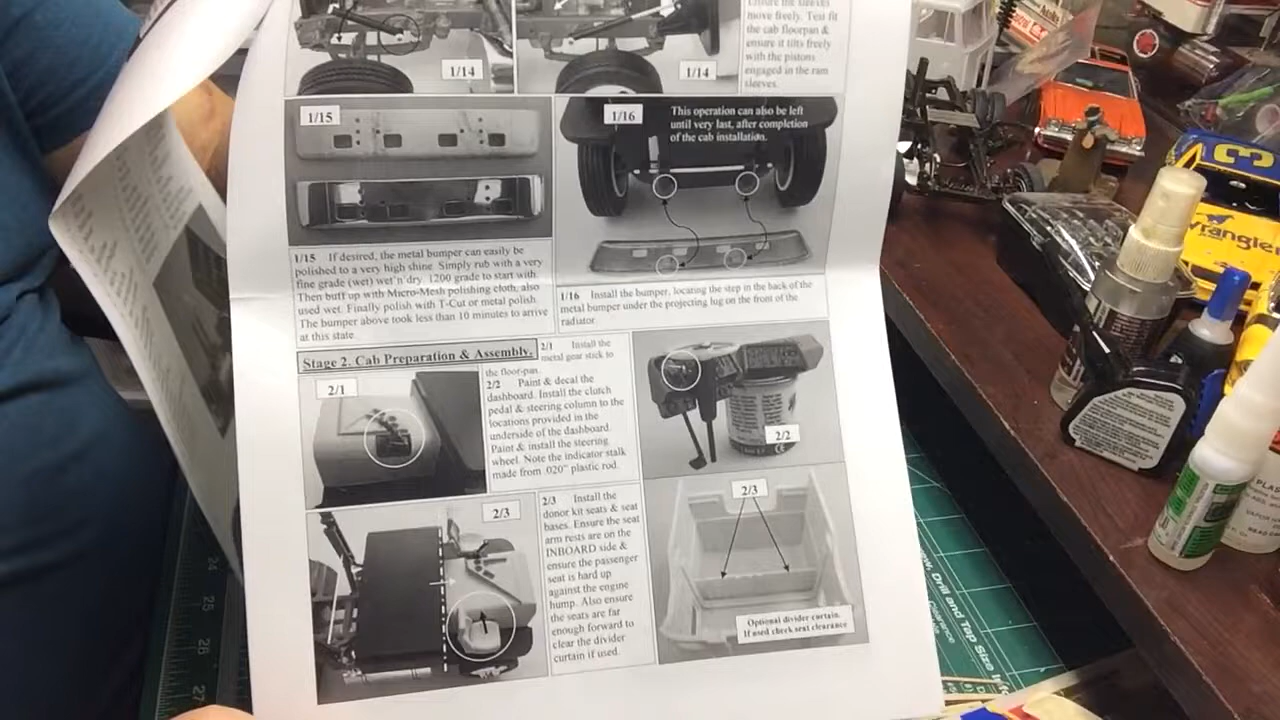 Ensure the sleeves
move freely. Test fit
the cab floorpan &
ensure it tilts freely
with the pistons
engaged in the ram
sleeves.
1/14
1/14
1/15
1/16
This operation can also be left
until very last, after completion
of the cab installation.
1/15 If desired, the metal bumper can easily be
polished to a very high shine. Simply rub with a very
fine grade (wet) wet'n'dry. 1200 grade to start with.
Then buff up with Micro-Mesh polishing cloth, also
used wet. Finally polish with T-Cut or metal polish.
The bumper above took less than 10 minutes to arrive
at this state
1/16 Install the bumper, locating the step in the back of the
metal bumper under the projecting lug on the front of the
radiator.
Stage 2. Cab Preparation & Assembly.
2/1 Install the
metal gear stick to
the floor-pan.
2/1
2/2 Paint & decal the
dashboard. Install the clutch
pedal & steering column to the
locations provided in the
underside of the dashboard.
Paint & install the steering
wheel. Note the indicator stalk
made from .020" plastic rod.
2/2
2/3
2/3 Install the
donor kit seats & seat
bases. Ensure the seat
arm rests are on the
INBOARD side &
ensure the passenger
seat is hard up
against the engine
hump. Also ensure
the seats are far
enough forward to
clear the divider
curtain if used.
2/3
Optional divider curtain.
If used check seat clearance
3
Wrangler
24
25
26
27
Drill and Tap Size